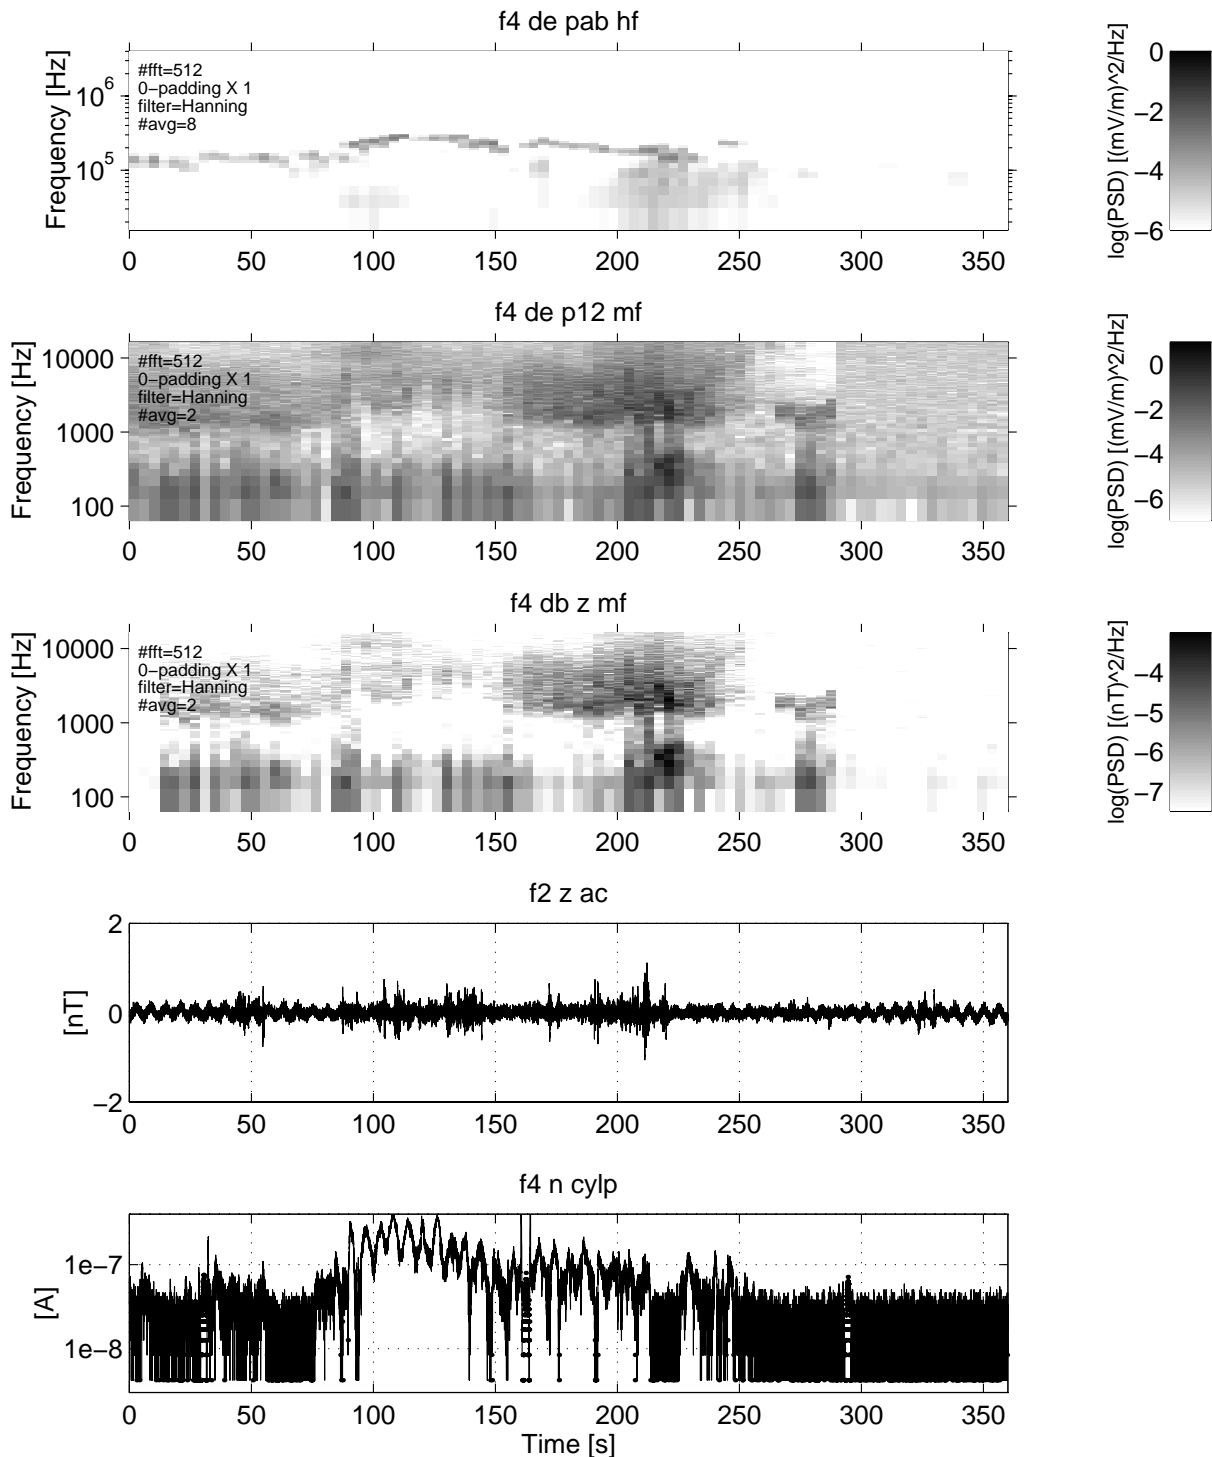 f4 de pab hf
Frequency [Hz]
10^6
10^5
#fft=512
0−padding X 1
filter=Hanning
#avg=8
0 50 100 150 200 250 300 350
log(PSD) [(mV/m)^2/Hz]
0
−2
−4
−6
f4 de p12 mf
Frequency [Hz]
10000
1000
100
#fft=512
0−padding X 1
filter=Hanning
#avg=2
0 50 100 150 200 250 300 350
log(PSD) [(mV/m)^2/Hz]
0
−2
−4
−6
f4 db z mf
Frequency [Hz]
10000
1000
100
#fft=512
0−padding X 1
filter=Hanning
#avg=2
0 50 100 150 200 250 300 350
log(PSD) [(nT)^2/Hz]
−4
−5
−6
−7
f2 z ac
[nT]
2
0
−2
0 50 100 150 200 250 300 350
f4 n cylp
[A]
1e−7
1e−8
0 50 100 150 200 250 300 350
Time [s]